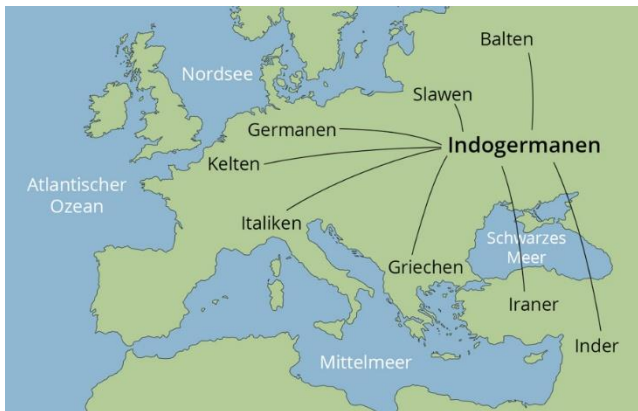 Balten
Nordsee
Slawen
Germanen
Indogermanen
Kelten
Atlantischer
Ozean
Italiken
Schwarzes
Meer
Griechen
Iraner
Inder
Mittelmeer